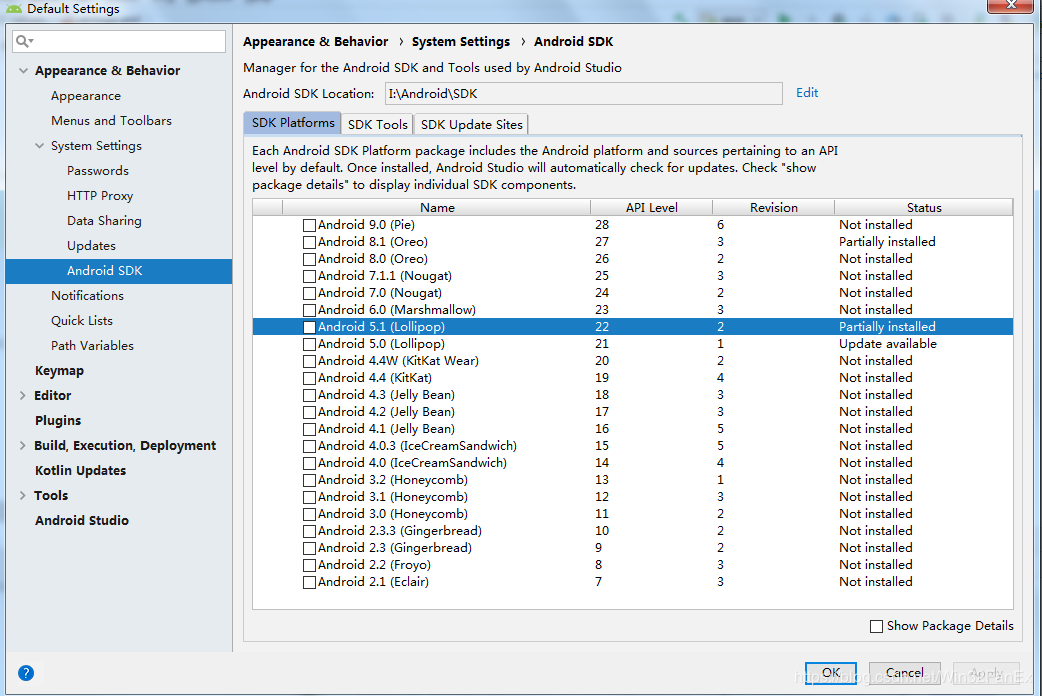 Default Settings
Appearance & Behavior
Appearance
Menus and Toolbars
System Settings
Passwords
HTTP Proxy
Data Sharing
Updates
Android SDK
Notifications
Quick Lists
Path Variables
Keymap
Editor
Plugins
Build, Execution, Deployment
Kotlin Updates
Tools
Android Studio
Appearance & Behavior › System Settings › Android SDK
Manager for the Android SDK and Tools used by Android Studio
Android SDK Location: I:\Android\SDK Edit
SDK Platforms SDK Tools SDK Update Sites
Each Android SDK Platform package includes the Android platform and sources pertaining to an API
level by default. Once installed, Android Studio will automatically check for updates. Check "show
package details" to display individual SDK components.
Name API Level Revision Status
Android 9.0 (Pie) 28 6 Not installed
Android 8.1 (Oreo) 27 3 Partially installed
Android 8.0 (Oreo) 26 2 Not installed
Android 7.1.1 (Nougat) 25 3 Not installed
Android 7.0 (Nougat) 24 2 Not installed
Android 6.0 (Marshmallow) 23 3 Not installed
Android 5.1 (Lollipop) 22 2 Partially installed
Android 5.0 (Lollipop) 21 1 Update available
Android 4.4W (KitKat Wear) 20 2 Not installed
Android 4.4 (KitKat) 19 4 Not installed
Android 4.3 (Jelly Bean) 18 3 Not installed
Android 4.2 (Jelly Bean) 17 3 Not installed
Android 4.1 (Jelly Bean) 16 5 Not installed
Android 4.0.3 (IceCreamSandwich) 15 5 Not installed
Android 4.0 (IceCreamSandwich) 14 4 Not installed
Android 3.2 (Honeycomb) 13 1 Not installed
Android 3.1 (Honeycomb) 12 3 Not installed
Android 3.0 (Honeycomb) 11 2 Not installed
Android 2.3.3 (Gingerbread) 10 2 Not installed
Android 2.3 (Gingerbread) 9 2 Not installed
Android 2.2 (Froyo) 8 3 Not installed
Android 2.1 (Eclair) 7 3 Not installed
Show Package Details
? OK Cancel Apply